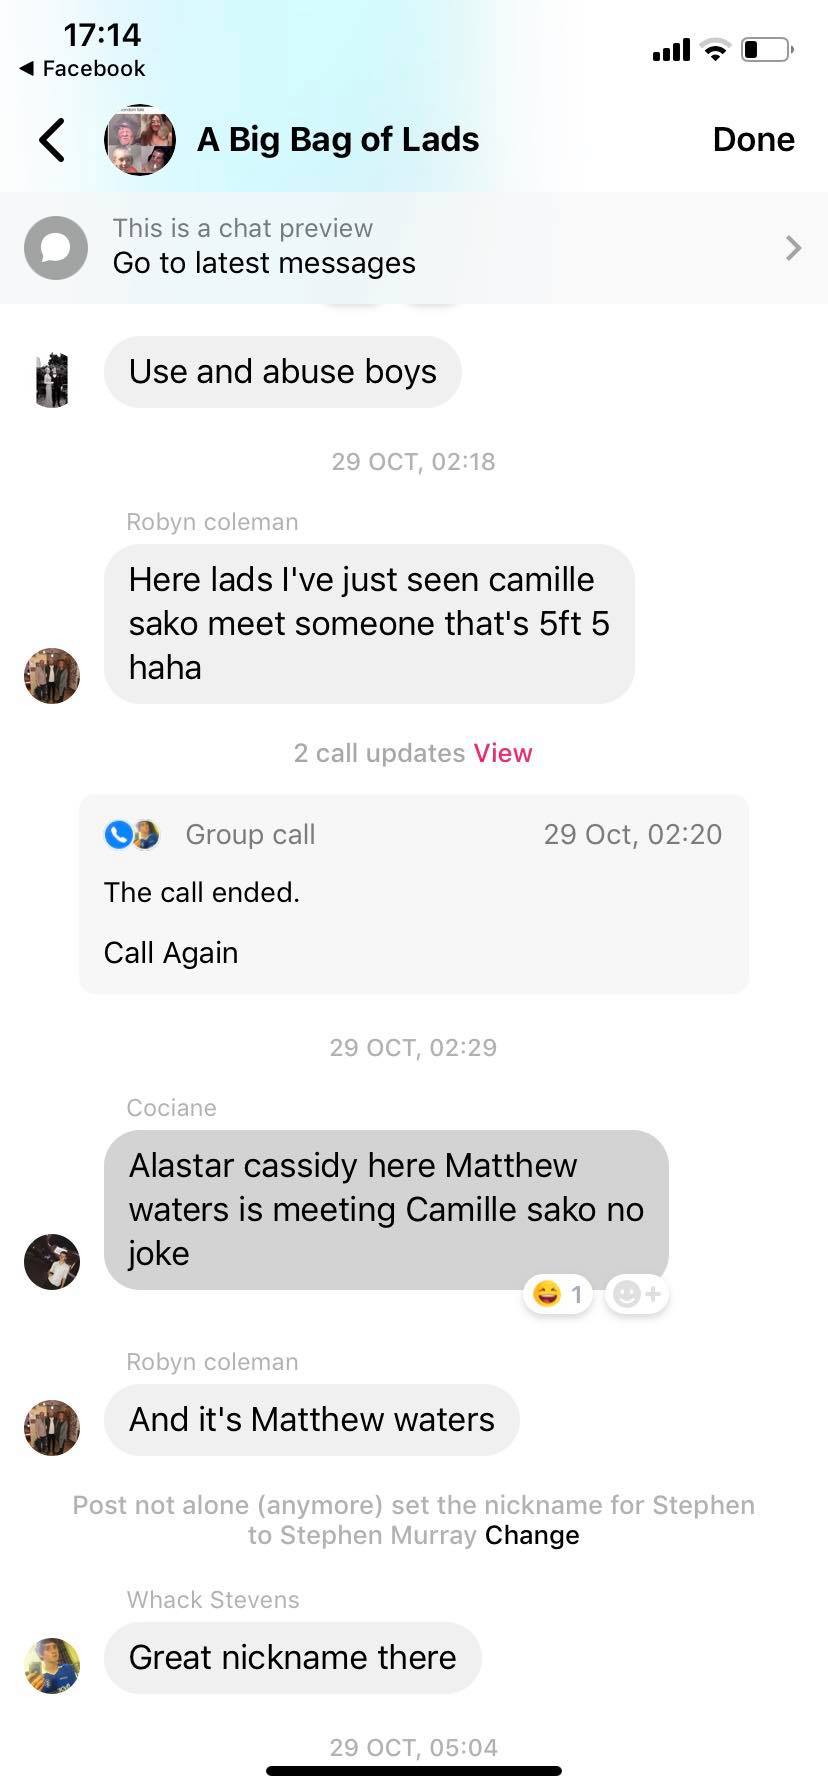 17:14
◀ Facebook
A Big Bag of Lads
Done
This is a chat preview
Go to latest messages
Use and abuse boys
29 OCT, 02:18
Robyn coleman
Here lads I've just seen camille
sako meet someone that's 5ft 5
haha
2 call updates View
Group call
29 Oct, 02:20
The call ended.
Call Again
29 OCT, 02:29
Cociane
Alastar cassidy here Matthew
waters is meeting Camille sako no
joke
1
Robyn coleman
And it's Matthew waters
Post not alone (anymore) set the nickname for Stephen
to Stephen Murray Change
Whack Stevens
Great nickname there
29 OCT, 05:04